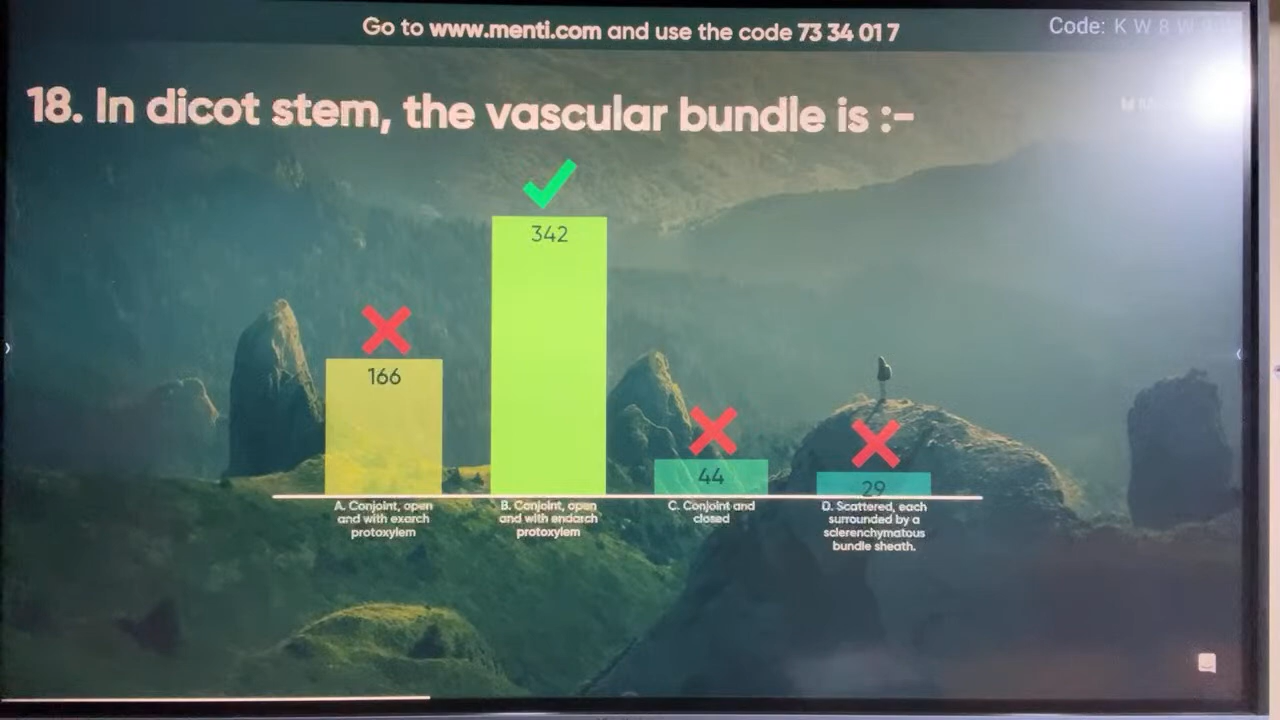 Go to www.menti.com and use the code 73 34 01 7
Code: K W 8 W
18. In dicot stem, the vascular bundle is :-
342
166
44
29
A. Conjoint, open
and with exarch
protoxylem
B. Conjoint, open
and with endarch
protoxylem
C. Conjoint and
closed
D. Scattered, each
surrounded by a
sclerenchymatous
bundle sheath.